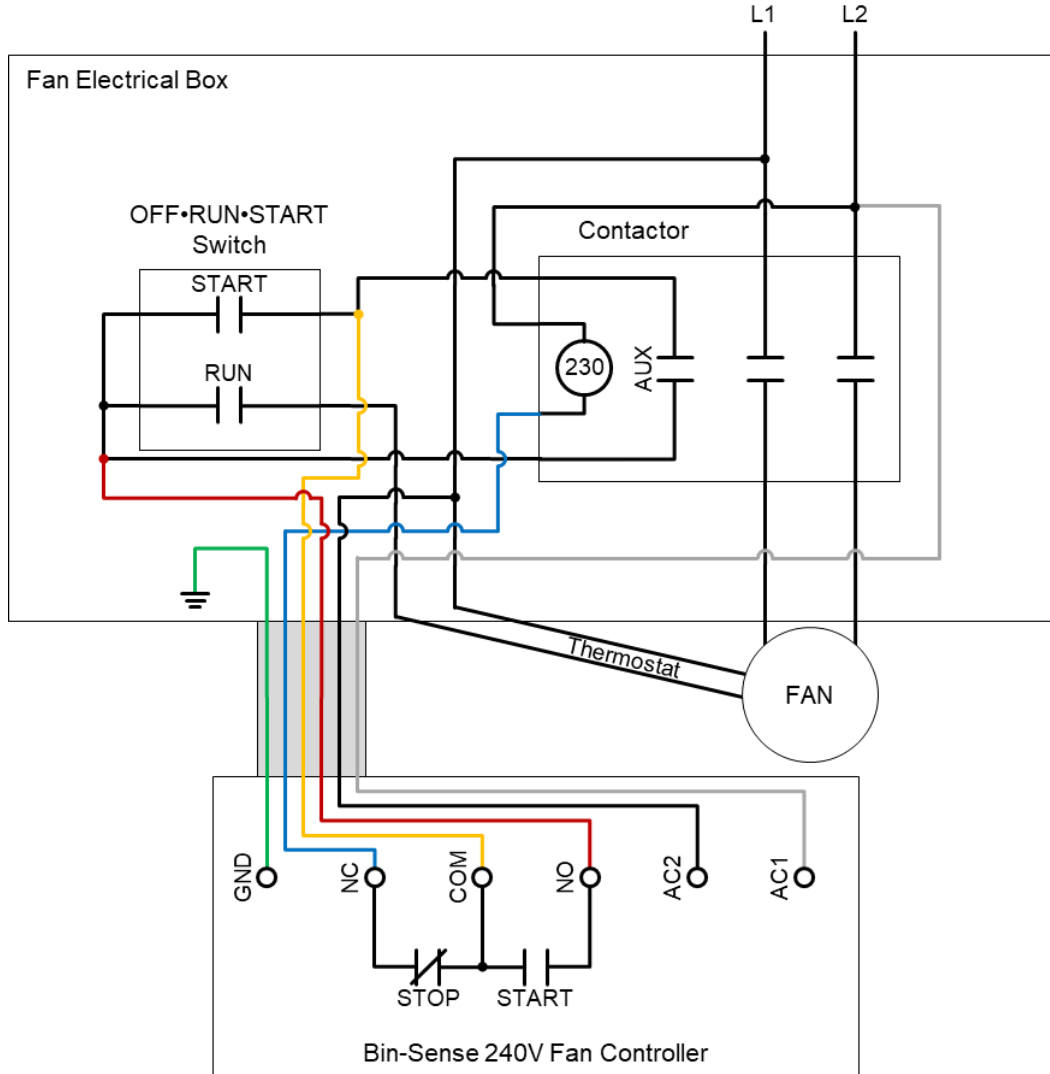 L1
L2
Fan Electrical Box
OFF•RUN•START
Switch
Contactor
START
RUN
230
AUX
Thermostat
FAN
GND
NC
COM
NO
AC2
AC1
STOP
START
Bin-Sense 240V Fan Controller